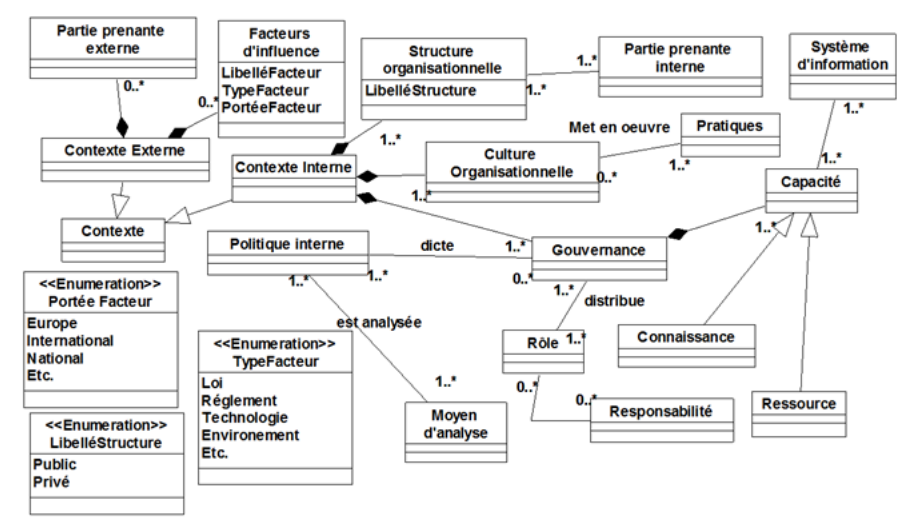 Partie prenante
externe
0..*
Facteurs
d'influence
LibelléFacteur
TypeFacteur
PortéeFacteur
0..*
Structure
organisationnelle
LibelléStructure
1..*
1..*
1..*
Partie prenante
interne
Système
d'information
1..*
1..*
Contexte Externe
Contexte Interne
Culture
Organisationnelle
1..*
Met en oeuvre
0..*
1..*
Pratiques
Capacité
1..*
Contexte
Politique interne
1..*
1..*
dicte
1..*
0..*
Gouvernance
1..*
distribue
1..*
<<Enumeration>>
Portée Facteur
Europe
International
National
Etc.
est analysée
1..*
<<Enumeration>>
TypeFacteur
Loi
Réglement
Technologie
Environement
Etc.
Rôle
0..*
0..*
Connaissance
Responsabilité
Ressource
Moyen
d'analyse
<<Enumeration>>
LibelléStructure
Public
Privé